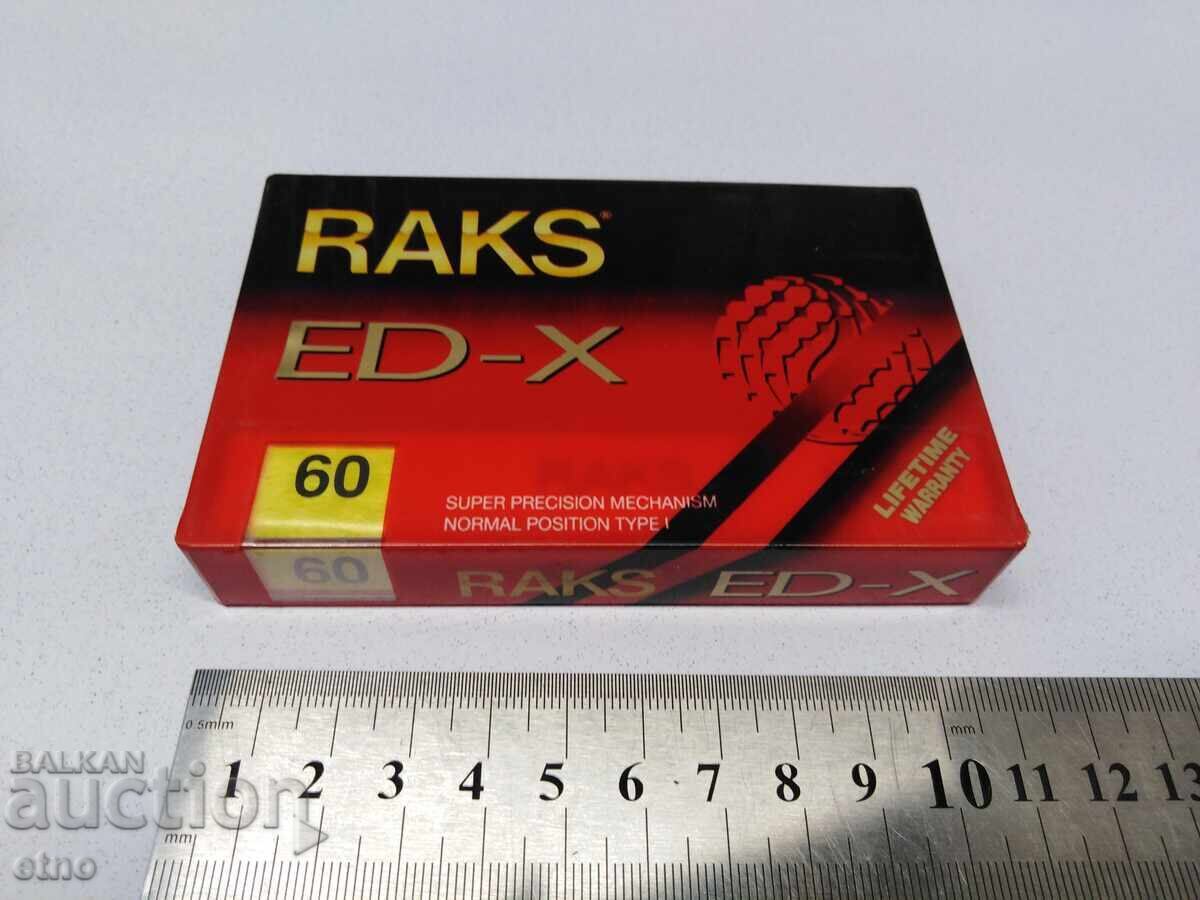 RAKS®
ED-X
60
SUPER PRECISION MECHANISM
NORMAL POSITION TYPE I
LIFETIME
WARRANTY
60
RAKS ED-X
0.5mm
mm
1 2 3 4 5 6 7 8 9 10 11 12 13
mm
BALKAN
auction
etno